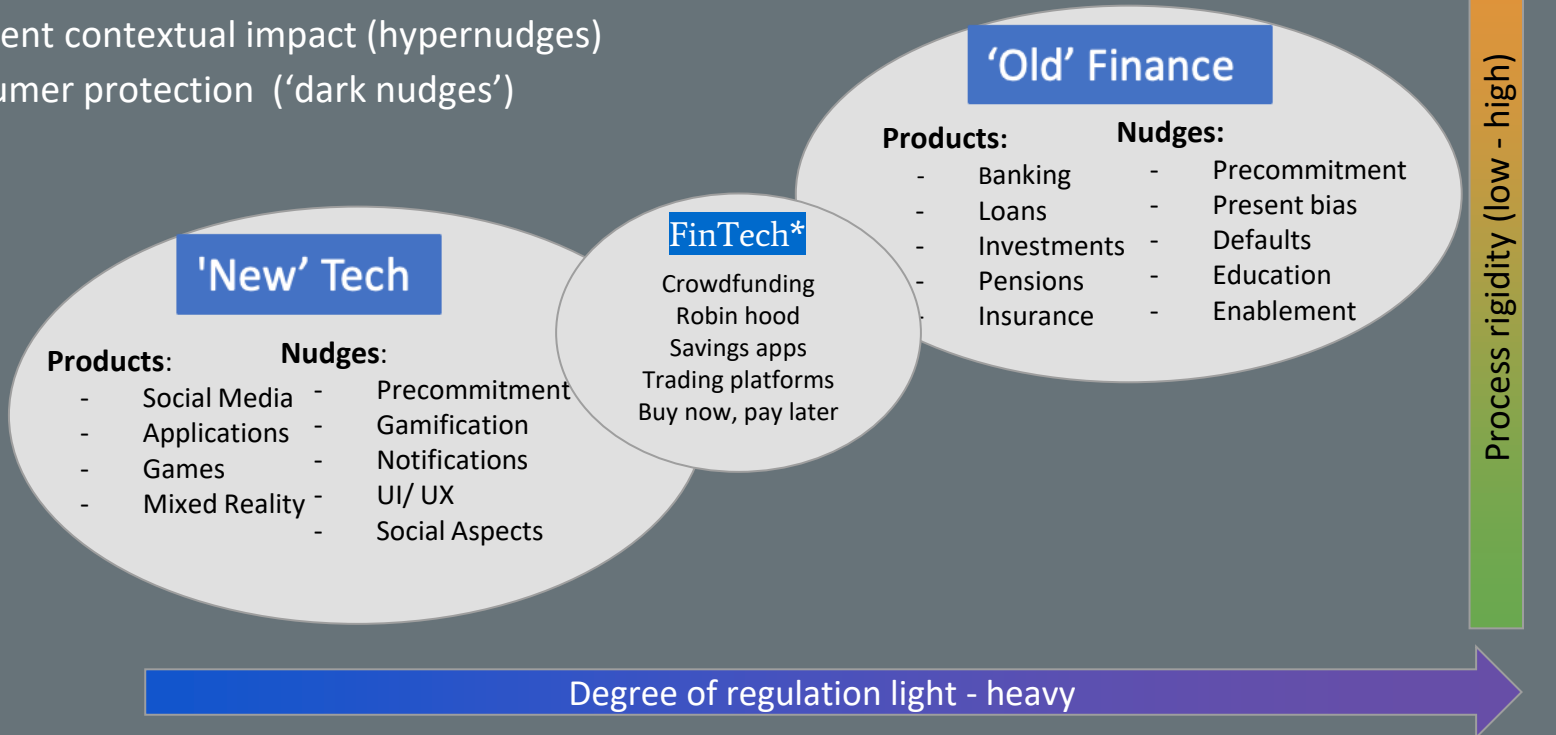 ent contextual impact (hypernudges)
umer protection ('dark nudges')
'Old' Finance
Products:
- Banking
- Loans
- Investments
- Pensions
- Insurance
Nudges:
- Precommitment
- Present bias
- Defaults
- Education
- Enablement
FinTech*
Crowdfunding
Robin hood
Savings apps
Trading platforms
Buy now, pay later
'New' Tech
Products:
- Social Media
- Applications
- Games
- Mixed Reality
Nudges:
- Precommitment
- Gamification
- Notifications
- UI/ UX
- Social Aspects
Process rigidity (low - high)
Degree of regulation light - heavy